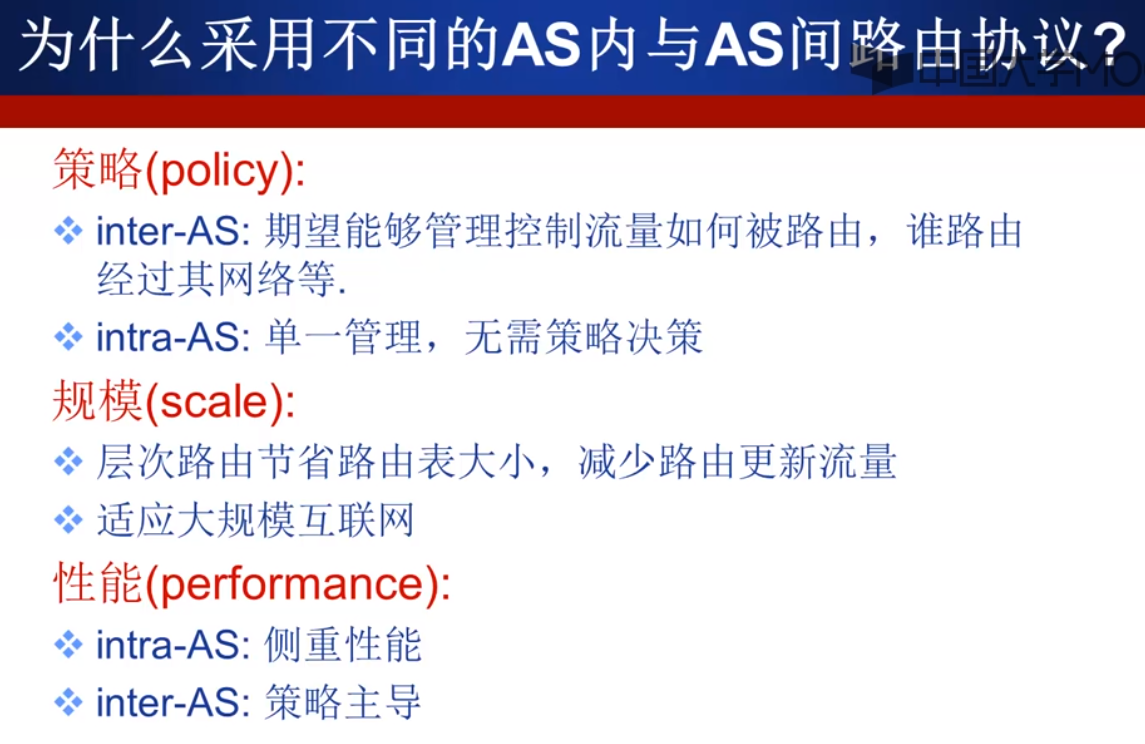 为什么采用不同的AS内与AS间路由协议?
中国大学MO
策略(policy):
inter-AS: 期望能够管理控制流量如何被路由，谁路由
经过其网络等.
intra-AS: 单一管理，无需策略决策
规模(scale):
层次路由节省路由表大小，减少路由更新流量
适应大规模互联网
性能(performance):
intra-AS: 侧重性能
inter-AS: 策略主导